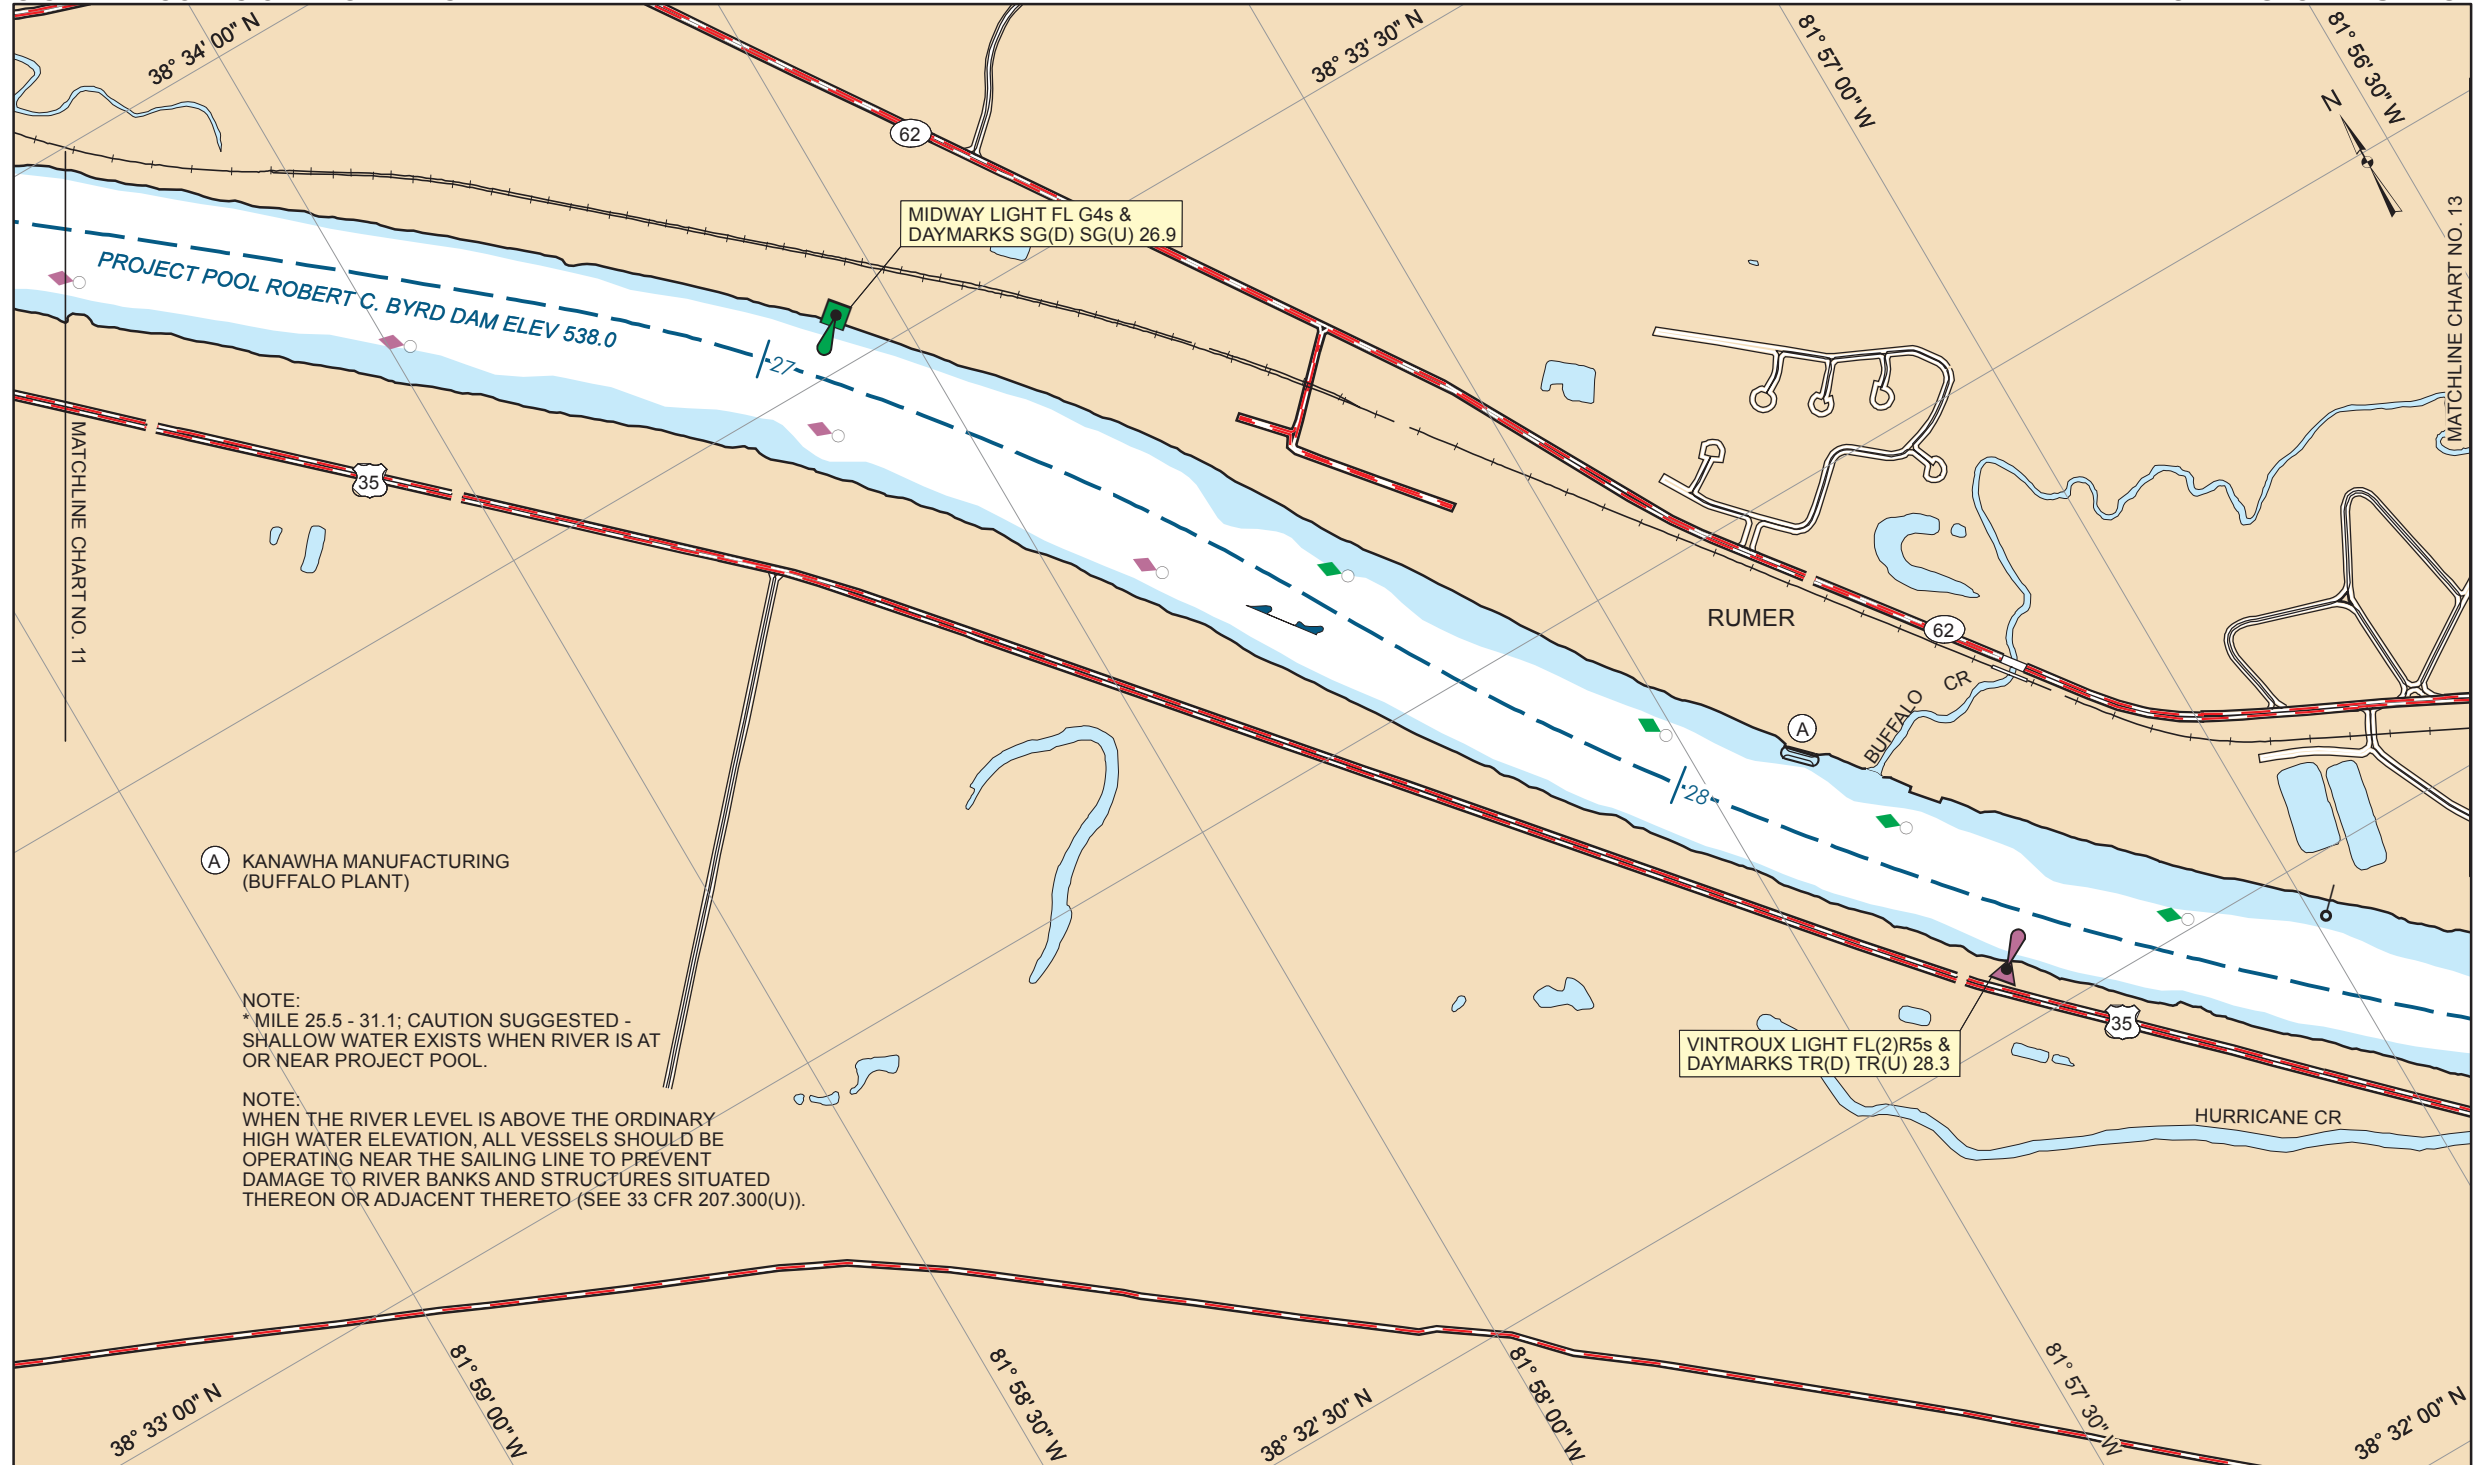 38° 34' 00" N
38° 33' 30" N
81° 57' 00" W
81° 56' 30" W
N
62
MATCHLINE CHART NO. 13
MIDWAY LIGHT FL G4s &
DAYMARKS SG(D) SG(U) 26.9
PROJECT POOL ROBERT C. BYRD DAM ELEV 538.0
27
35
MATCHLINE CHART NO. 11
RUMER
62
BUFFALO CR
A
28
A KANAWHA MANUFACTURING
(BUFFALO PLANT)
NOTE:
* MILE 25.5 - 31.1; CAUTION SUGGESTED -
SHALLOW WATER EXISTS WHEN RIVER IS AT
OR NEAR PROJECT POOL.
35
VINTROUX LIGHT FL(2)R5s &
DAYMARKS TR(D) TR(U) 28.3
NOTE:
WHEN THE RIVER LEVEL IS ABOVE THE ORDINARY
HIGH WATER ELEVATION, ALL VESSELS SHOULD BE
OPERATING NEAR THE SAILING LINE TO PREVENT
DAMAGE TO RIVER BANKS AND STRUCTURES SITUATED
THEREON OR ADJACENT THERETO (SEE 33 CFR 207.300(U)).
HURRICANE CR
38° 33' 00" N
81° 59' 00" W
81° 58' 30" W
38° 32' 30" N
81° 58' 00" W
81° 57' 30" W
38° 32' 00" N